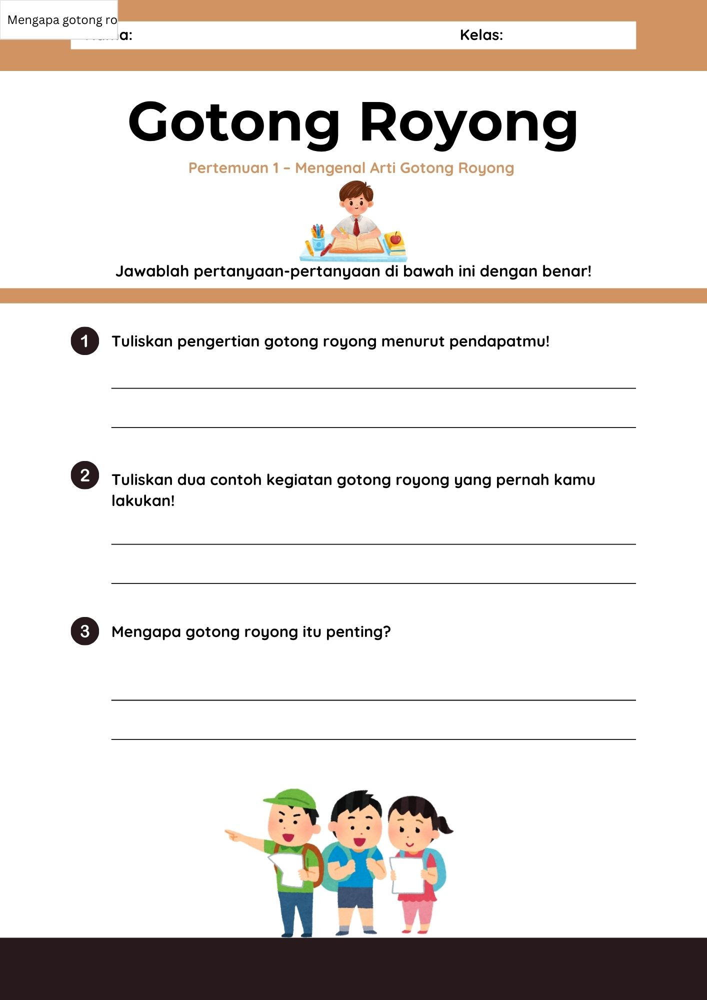 Mengapa gotong ro
a:
Kelas:
Gotong Royong
Pertemuan 1 – Mengenal Arti Gotong Royong
Jawablah pertanyaan-pertanyaan di bawah ini dengan benar!
1 Tuliskan pengertian gotong royong menurut pendapatmu!
2 Tuliskan dua contoh kegiatan gotong royong yang pernah kamu
lakukan!
3 Mengapa gotong royong itu penting?